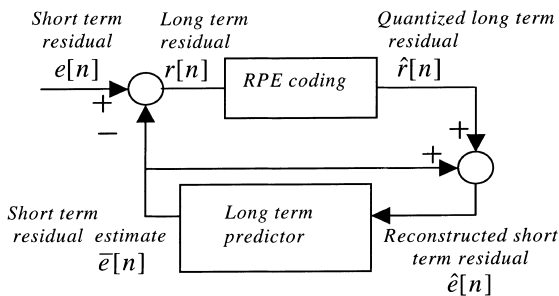 Short term
residual
e[n]
Long term
residual
r[n]
Quantized long term
residual
r̂[n]
RPE coding
+
−
+
+
Short term
residual estimate
e̅[n]
Long term
predictor
Reconstructed short
term residual
ê[n]